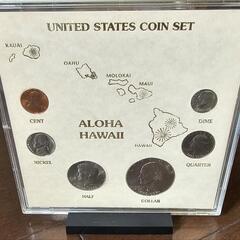 UNITED STATES COIN SET
KAUAI
OAHU
MOLOKAI
MAUI
CENT
DIME
ALOHA
HAWAII
HAWAII
NICKEL
QUARTER
HALF
DOLLAR